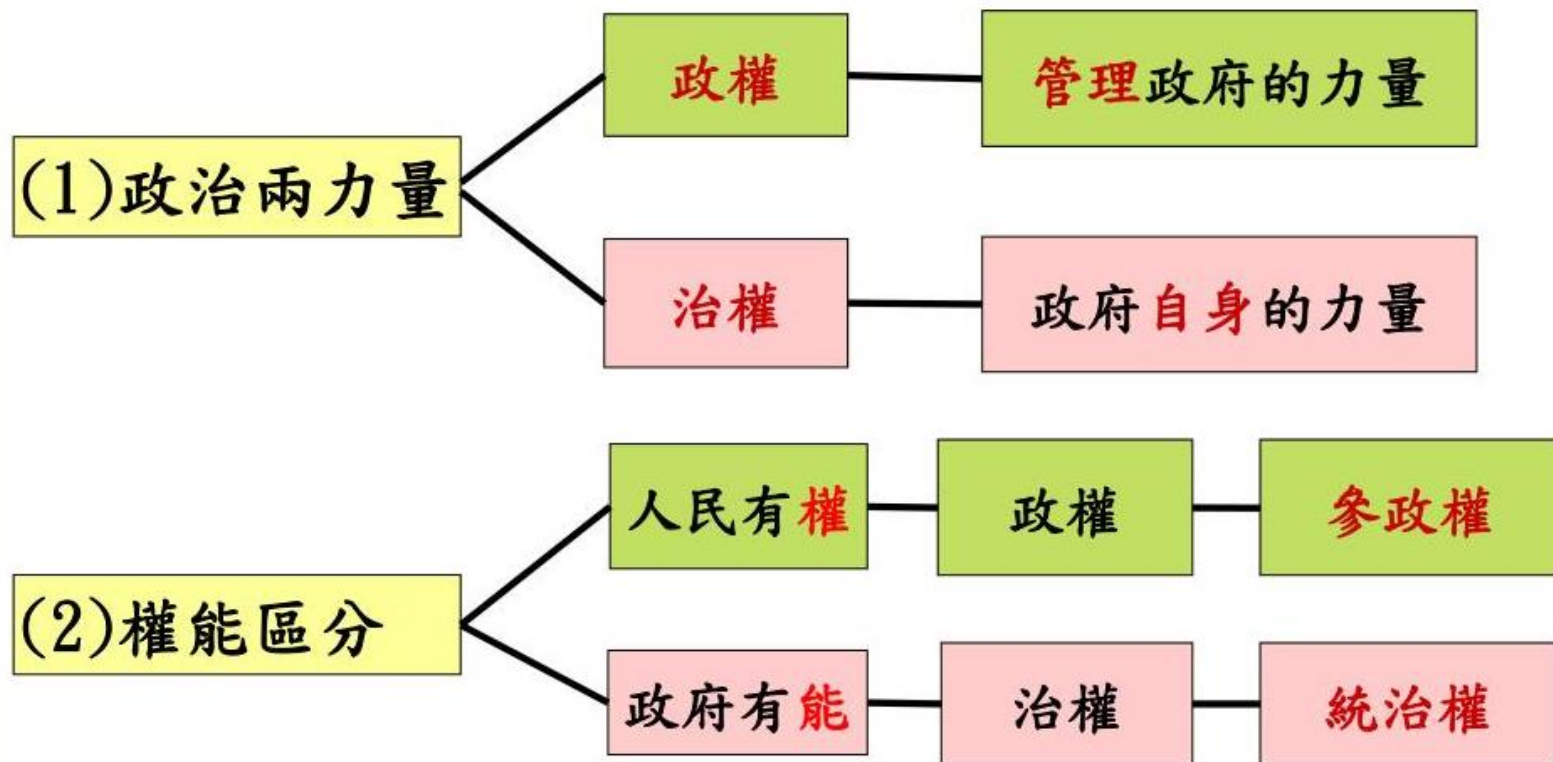 (1)政治兩力量
政權
管理政府的力量
治權
政府自身的力量
(2)權能區分
人民有權
政權
參政權
政府有能
治權
統治權